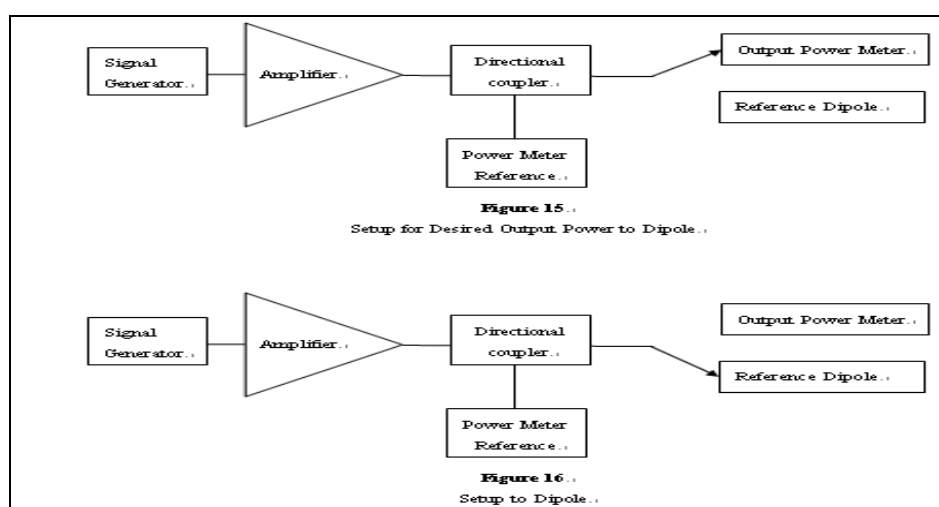 Signal
Generator
Amplifier
Directional
coupler
Output Power Meter
Reference Dipole
Power Meter
Reference
Figure 15
Setup for Desired Output Power to Dipole
Signal
Generator
Amplifier
Directional
coupler
Output Power Meter
Reference Dipole
Power Meter
Reference
Figure 16
Setup to Dipole